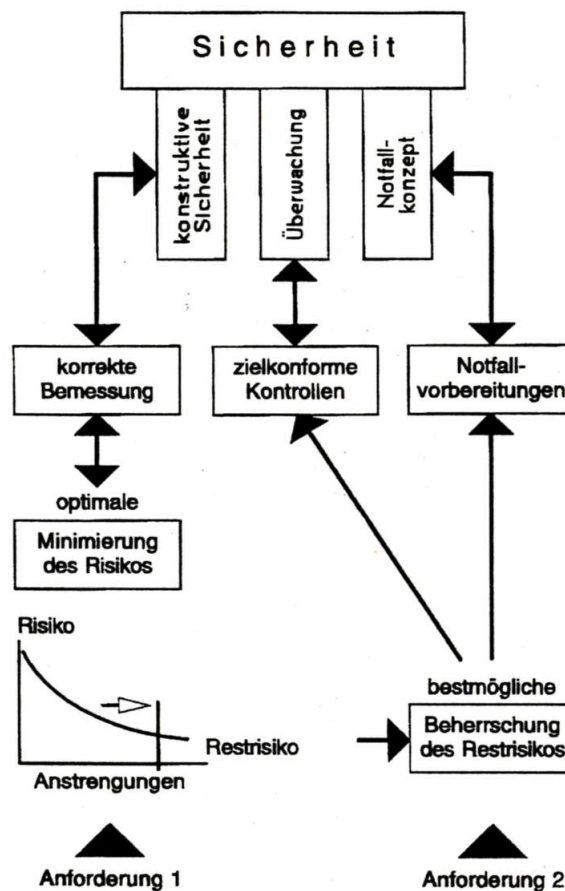 Sicherheit
konstruktive
Sicherheit
Überwachung
Notfall-
konzept
korrekte
Bemessung
zielkonforme
Kontrollen
Notfall-
vorbereitungen
optimale
Minimierung
des Risikos
Risiko
Restrisiko
Anstrengungen
bestmögliche
Beherrschung
des Restrisikos
Anforderung 1
Anforderung 2